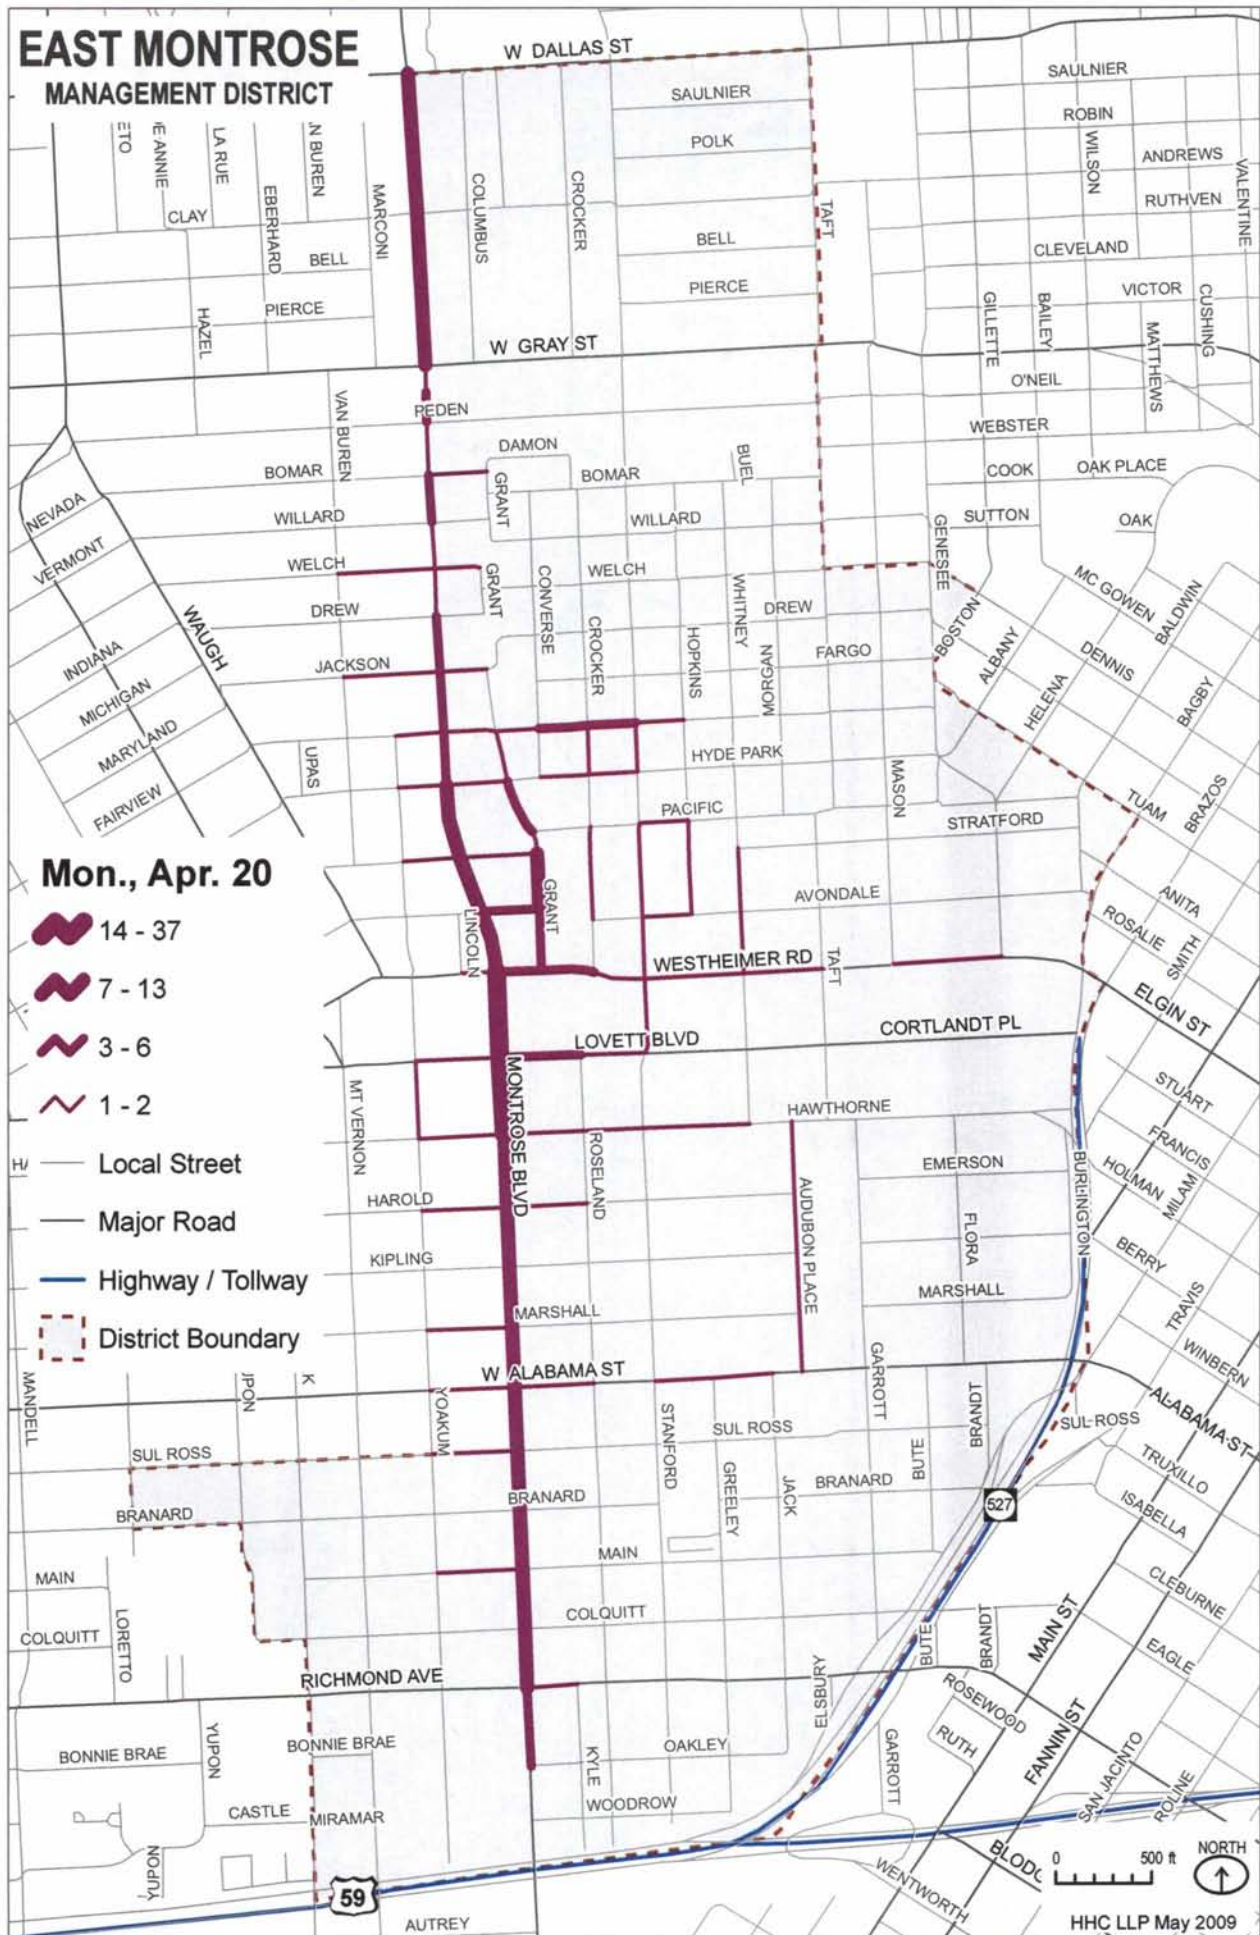 EAST MONTROSE
MANAGEMENT DISTRICT
W DALLAS ST
SAULNIER
SAULNIER
ROBIN
POLK
WILSON
ANDREWS
VALENTINE
RUTHVEN
LA RUE
EBERHARD
MARCONI
COLUMBUS
CROCKER
TAFT
CLAY
BELL
CLEVELAND
BELL
PIERCE
VICTOR
PIERCE
HAZEL
GILLETTE
BAILEY
MATTHEWS
CUSHING
W GRAY ST
O'NEIL
VAN BUREN
PEDEN
WEBSTER
DAMON
BUEL
BOMAR
BOMAR
COOK
OAK PLACE
NEVADA
GRANT
WILLARD
WILLARD
SUTTON
OAK
GENESEE
VERMONT
WELCH
GRANT
CONVERSE
WELCH
WHITNEY
MC GOWEN
BALDWIN
WAUGH
DREW
DREW
CROCKER
HOPKINS
BOSTON
ALBANY
DENNIS
INDIANA
JACKSON
MORGAN
FARGO
HELENA
BAGBY
MICHIGAN
MARYLAND
UPAS
HYDE PARK
MASON
FAIRVIEW
PACIFIC
STRATFORD
TUAM
BRAZOS
Mon., Apr. 20
14 - 37
7 - 13
3 - 6
1 - 2
Local Street
Major Road
Highway / Tollway
District Boundary
GRANT
LINCOLN
AVONDALE
ANITA
ROSALIE
SMITH
WESTHEIMER RD
TAFT
ELGIN ST
LOVETT BLVD
CORTLANDT PL
MT VERNON
MONTROSE BLVD
HAWTHORNE
STUART
ROSELAND
EMERSON
BURLINGTON
FRANCIS
HOLMAN
MILAM
HAROLD
AUDUBON PLACE
FLORA
KIPLING
BERRY
MARSHALL
MARSHALL
TRAVIS
WINBERN
W ALABAMA ST
GARROTT
ALABAMA ST
MANDELL
YOAKUM
STANFORD
BRANDT
SUL ROSS
SUL ROSS
SUL ROSS
GREELEY
JACK
BUTE
TRUXILLO
BRANARD
BRANARD
BRANARD
527
ISABELLA
MAIN
MAIN
CLEBURNE
COLQUITT
COLQUITT
LORETTO
BUTE
BRANDT
MAIN ST
EAGLE
RICHMOND AVE
ELSBURY
ROSEWOOD
RUTH
FANNIN ST
YUPON
BONNIE BRAE
BONNIE BRAE
KYLE
OAKLEY
GARROTT
SAN JACINTO
CASTLE
MIRAMAR
WOODROW
YUPON
59
AUTREY
WENTWORTH
0
500 ft
NORTH
HHC LLP May 2009